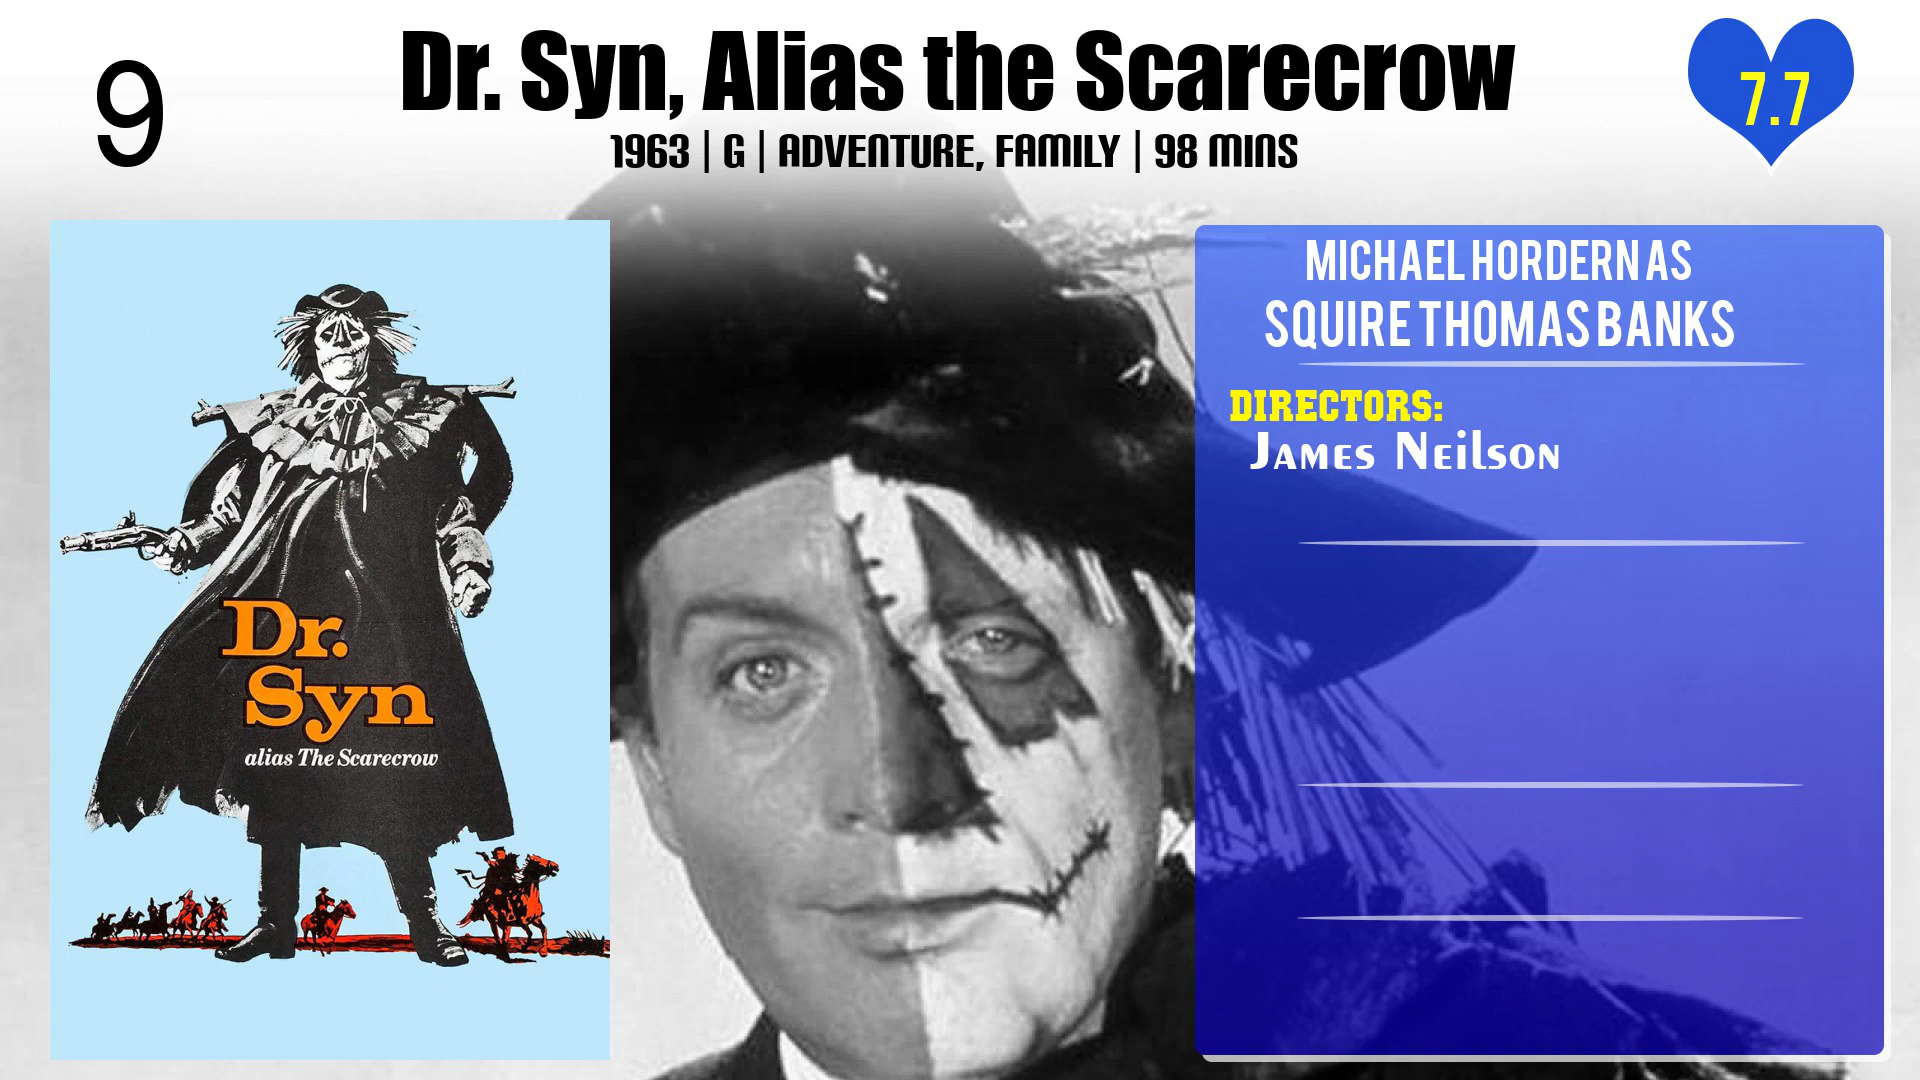 9
Dr. Syn, Alias the Scarecrow
1963 | G | ADVENTURE, FAMILY | 98 MINS
7.7
Dr.
Syn
alias The Scarecrow
MICHAEL HORDERN AS
SQUIRE THOMAS BANKS
DIRECTORS:
James Neilson